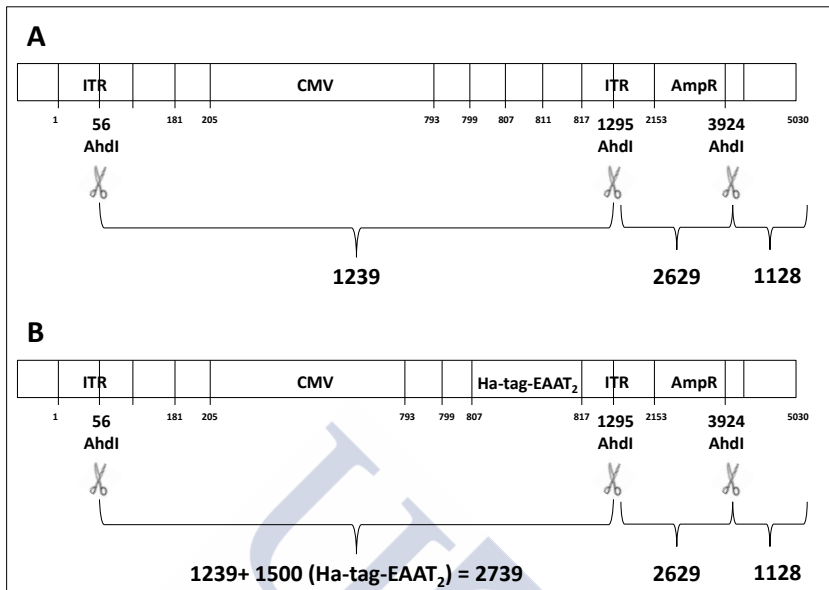 A
ITR CMV ITR AmpR
1 56 181 205 793 799 807 811 817 1295 2153 3924 5030
AhdI AhdI AhdI
1239 2629 1128
B
ITR CMV Ha-tag-EAAT₂ ITR AmpR
1 56 181 205 793 799 807 817 1295 2153 3924 5030
AhdI AhdI AhdI
1239+ 1500 (Ha-tag-EAAT₂) = 2739 2629 1128